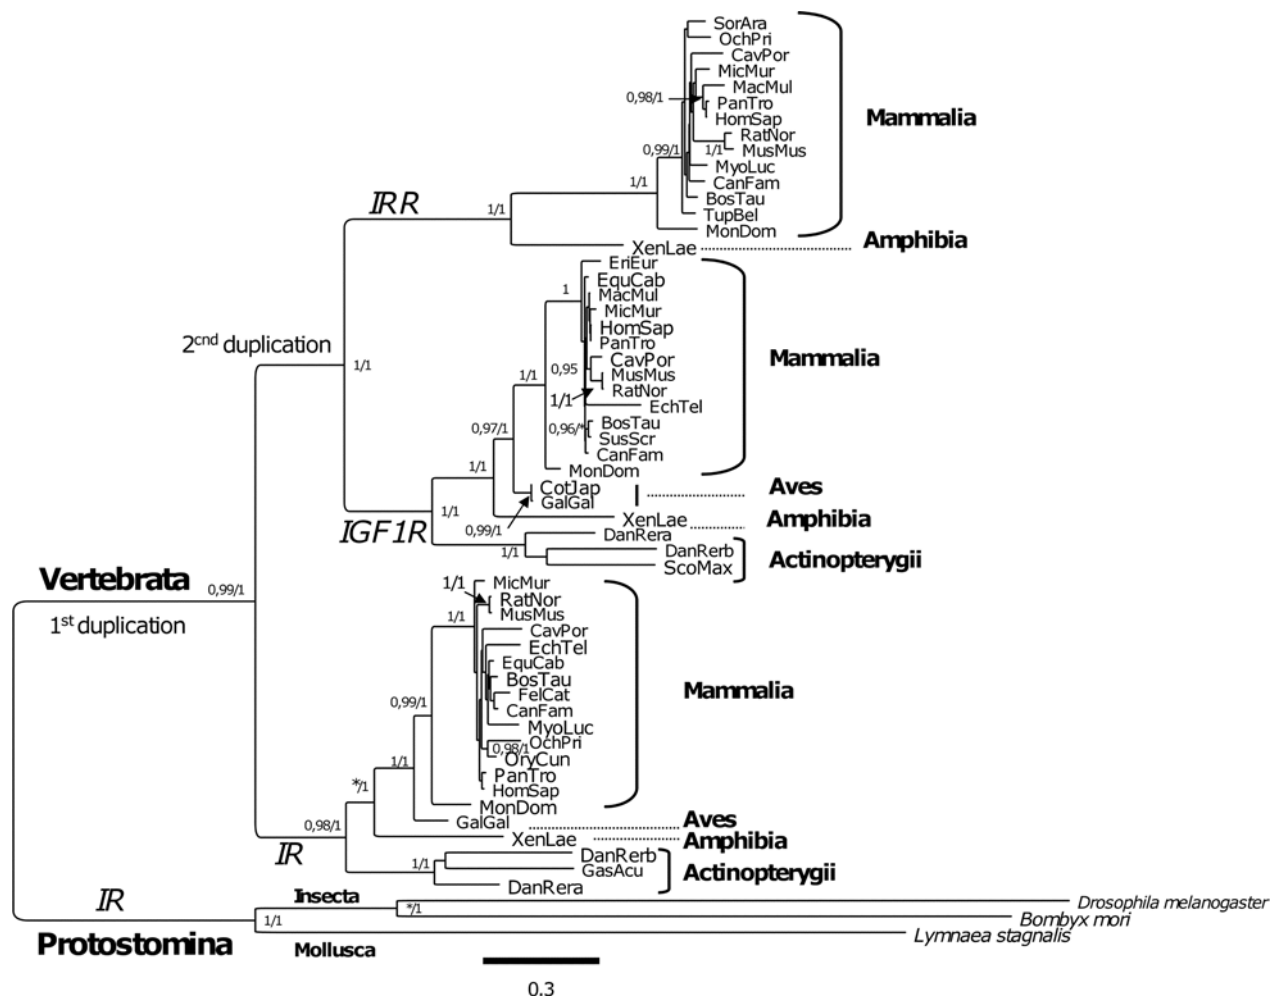 SorAra
OchPri
CavPor
MicMur
MacMul
0,98/1
PanTro
HomSap
Mammalia
RatNor
0,99/1
1/1
MusMus
MyoLuc
1/1
CanFam
BosTau
IRR
1/1
TupBel
MonDom
XenLae
Amphibia
EriEur
EquCab
1
MacMul
MicMur
HomSap
2cnd duplication
PanTro
1/1
CavPor
Mammalia
0,95
1/1
MusMus
RatNor
1/1
EchTel
0,97/1
0,96/*
BosTau
SusScr
CanFam
1/1
MonDom
CotJap
Aves
GalGal
1/1
XenLae
Amphibia
IGF1R
0,99/1
DanRera
1/1
DanRerb
Actinopterygii
ScoMax
Vertebrata
0,99/1
1/1
MicMur
RatNor
MusMus
1st duplication
1/1
CavPor
EchTel
EquCab
BosTau
Mammalia
FelCat
0,99/1
CanFam
MyoLuc
OchPri
0,98/1
OryCun
1/1
PanTro
*/1
HomSap
MonDom
GalGal
Aves
0,98/1
XenLae
Amphibia
IR
DanRerb
1/1
GasAcu
Actinopterygii
DanRera
IR
Insecta
*/1
Drosophila melanogaster
1/1
Bombyx mori
Protostomina
Mollusca
Lymnaea stagnalis
0.3